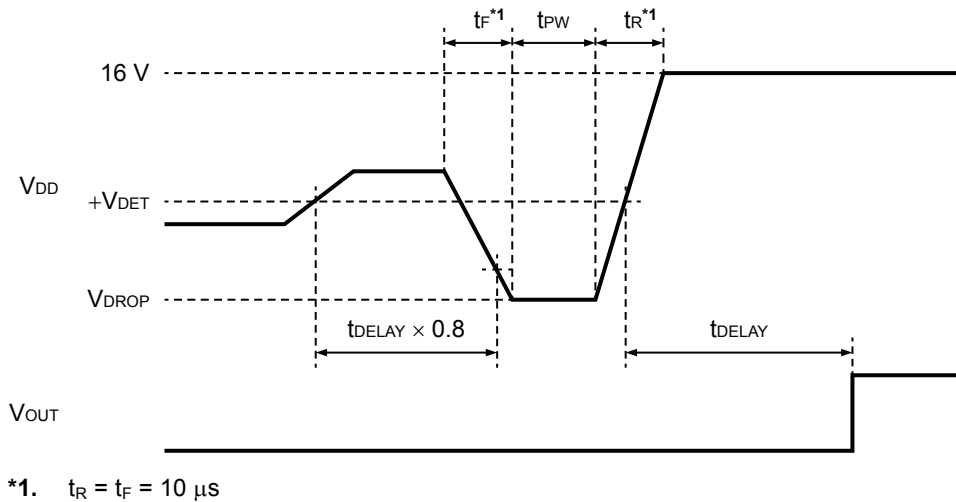 tF*1 tPW tR*1
16 V
VDD
+VDET
VDROP
tDELAY × 0.8 tDELAY
VOUT
*1. tR = tF = 10 μs